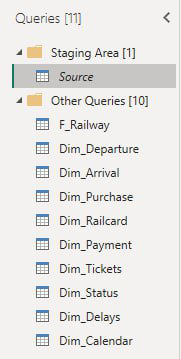 Queries [11]
Staging Area [1]
Source
Other Queries [10]
F_Railway
Dim_Departure
Dim_Arrival
Dim_Purchase
Dim_Railcard
Dim_Payment
Dim_Tickets
Dim_Status
Dim_Delays
Dim_Calendar